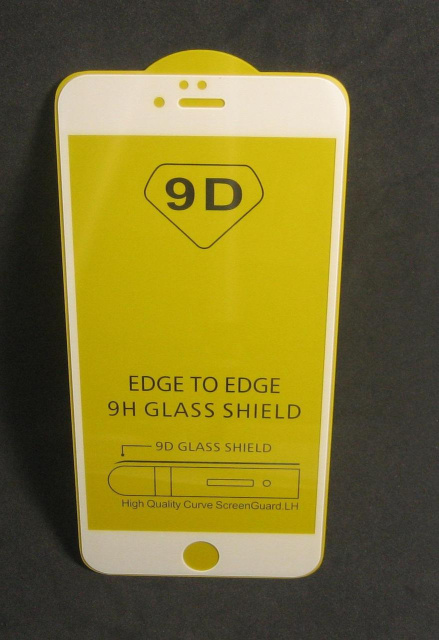 9D
EDGE TO EDGE
9H GLASS SHIELD
9D GLASS SHIELD
High Quality Curve ScreenGuard LH